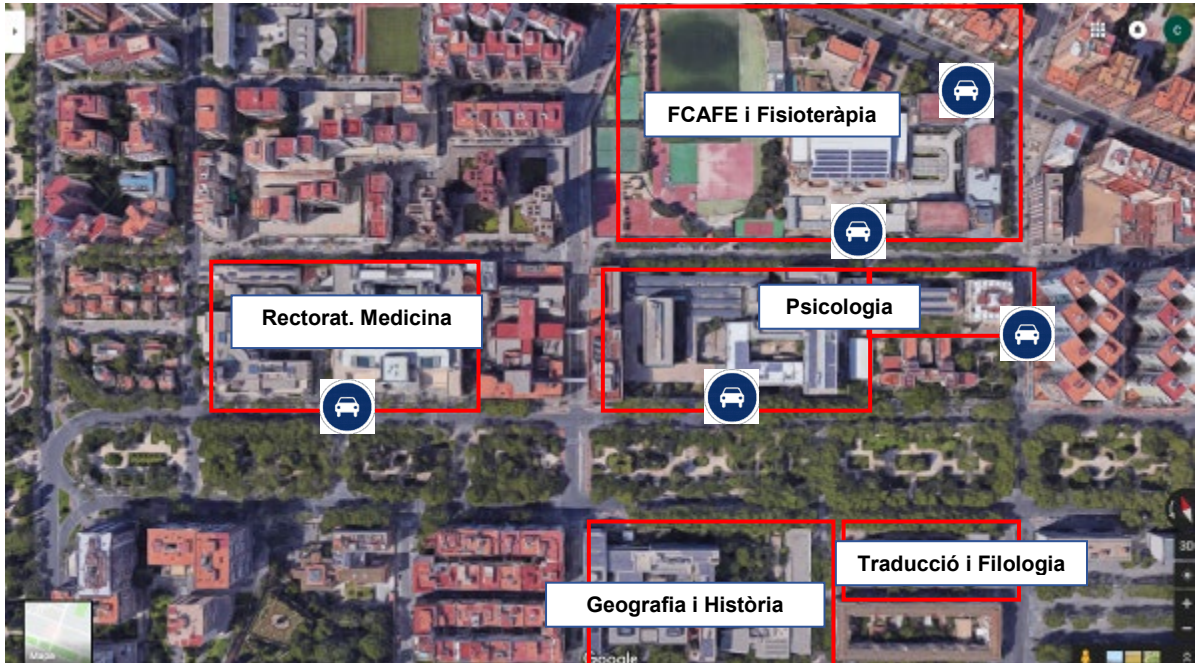 C
FCAFE i Fisioteràpia
Psicologia
Rectorat. Medicina
3D
Traducció i Filologia
Geografia i Història
Mapa
Google